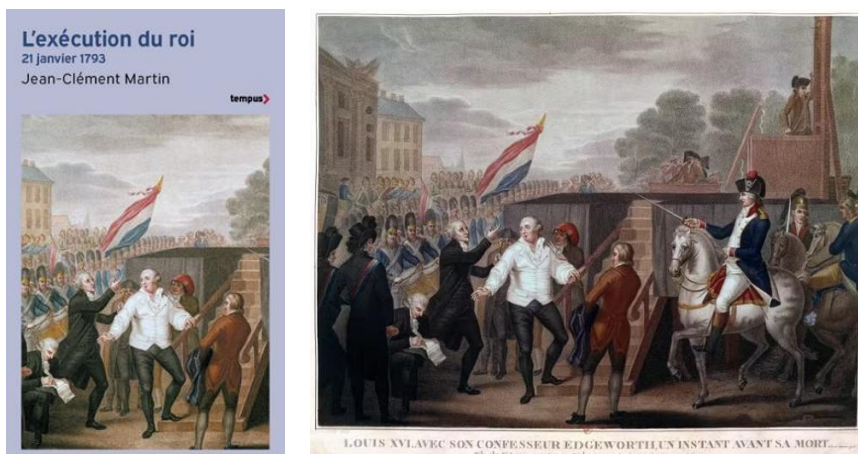 L'exécution du roi
21 janvier 1793
Jean-Clément Martin
tempus
LOUIS XVI AVEC SON CONFESSEUR EDGEWORTH, UN INSTANT AVANT SA MORT